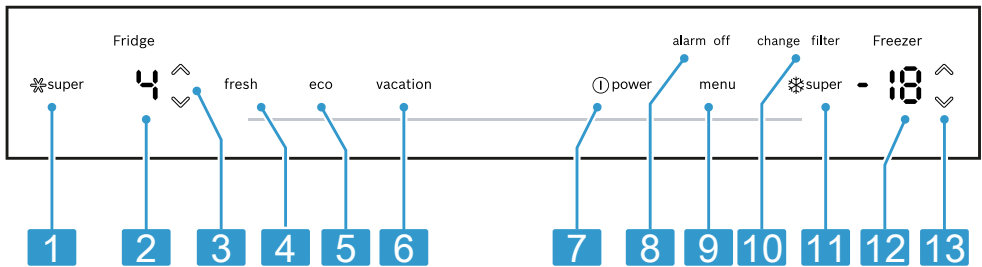 Fridge alarm off change filter Freezer
super 4 fresh eco vacation power menu super -18
1 2 3 4 5 6 7 8 9 10 11 12 13